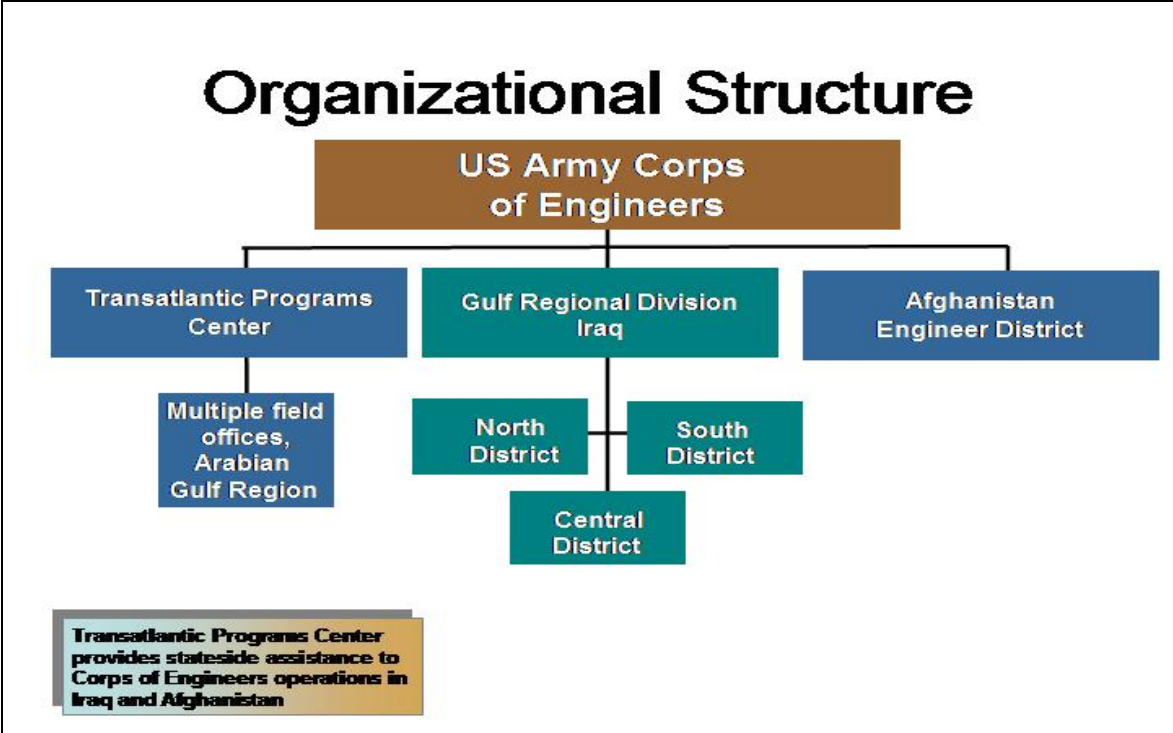 Organizational Structure
US Army Corps
of Engineers
Transatlantic Programs
Center
Gulf Regional Division
Iraq
Afghanistan
Engineer District
Multiple field
offices,
Arabian
Gulf Region
North
District
South
District
Central
District
Transatlantic Programs Center
provides stateside assistance to
Corps of Engineers operations in
Iraq and Afghanistan